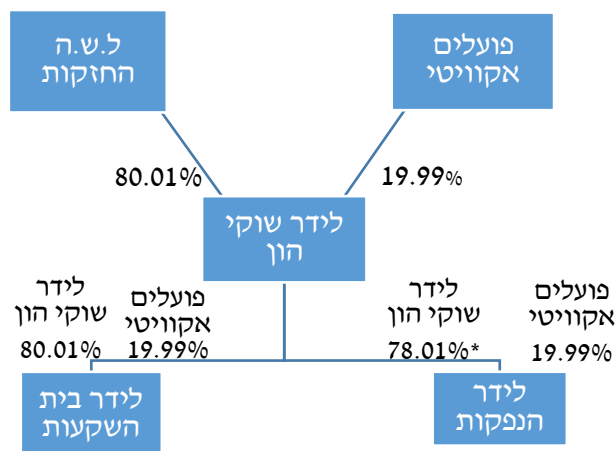 ל.ש.ה
החזקות
פועלים
אקוויטי
80.01%
19.99%
לידר שוקי
הון
לידר
שוקי הון
80.01%
פועלים
אקוויטי
19.99%
לידר
שוקי הון
78.01%*
פועלים
אקוויטי
19.99%
לידר בית
השקעות
לידר
הנפקות